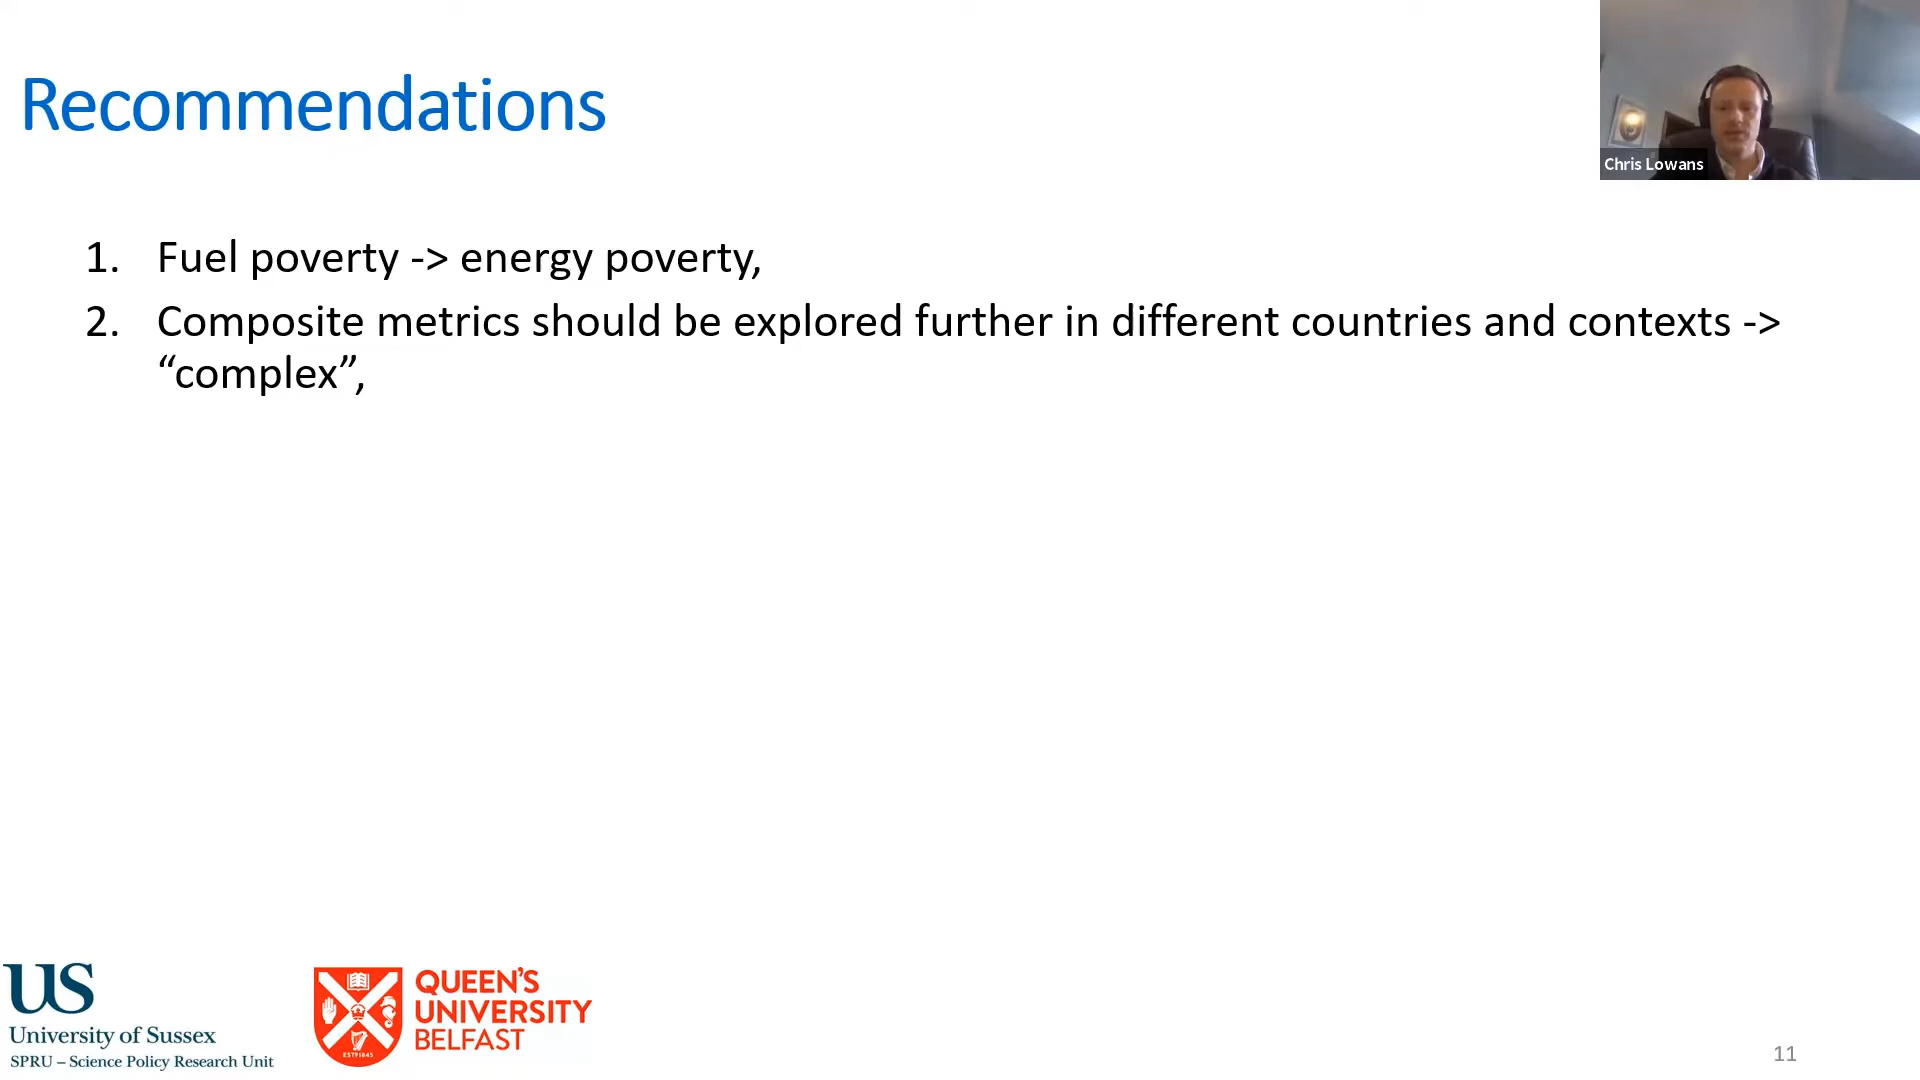 Recommendations
Chris Lowans
1. Fuel poverty -> energy poverty,
2. Composite metrics should be explored further in different countries and contexts ->
“complex”,
US
University of Sussex
SPRU – Science Policy Research Unit
QUEEN’S
UNIVERSITY
BELFAST
ESTD1845
11